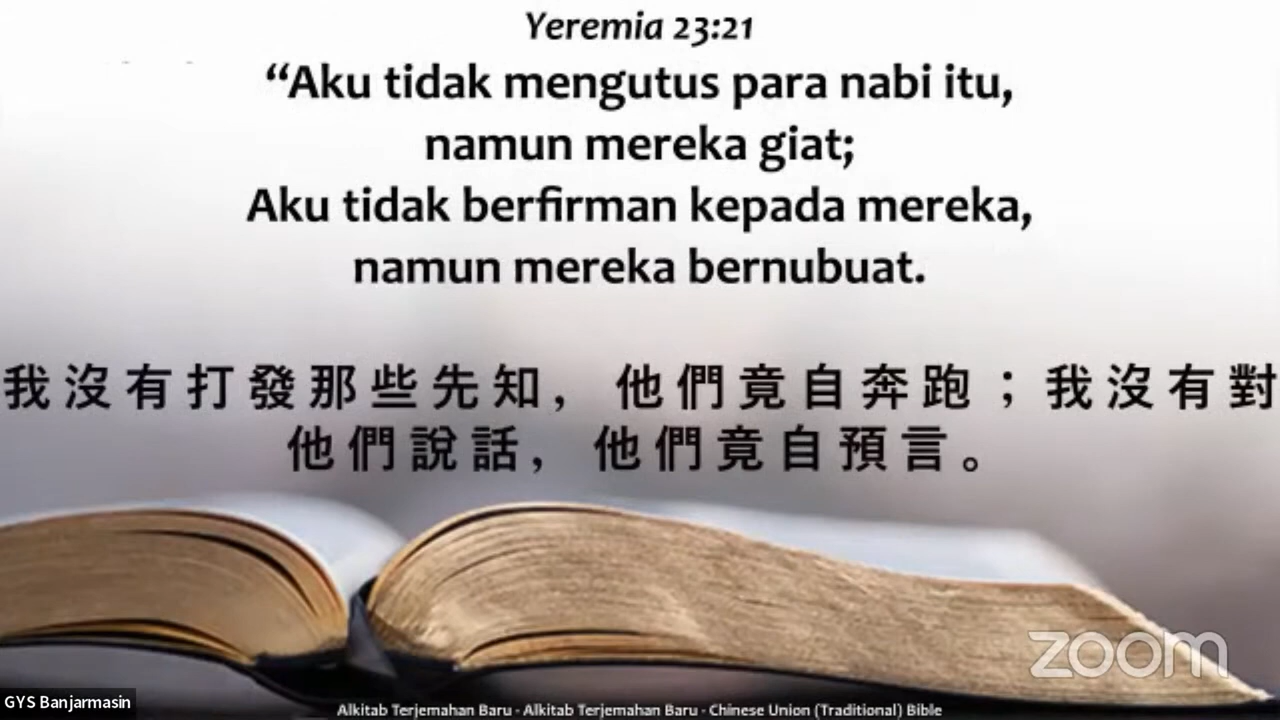 Yeremia 23:21
“Aku tidak mengutus para nabi itu,
namun mereka giat;
Aku tidak berfirman kepada mereka,
namun mereka bernubuat.
我沒有打發那些先知，他們竟自奔跑；我沒有對
他們說話，他們竟自預言。
zoom
GYS Banjarmasin
Alkitab Terjemahan Baru - Alkitab Terjemahan Baru - Chinese Union (Traditional) Bible